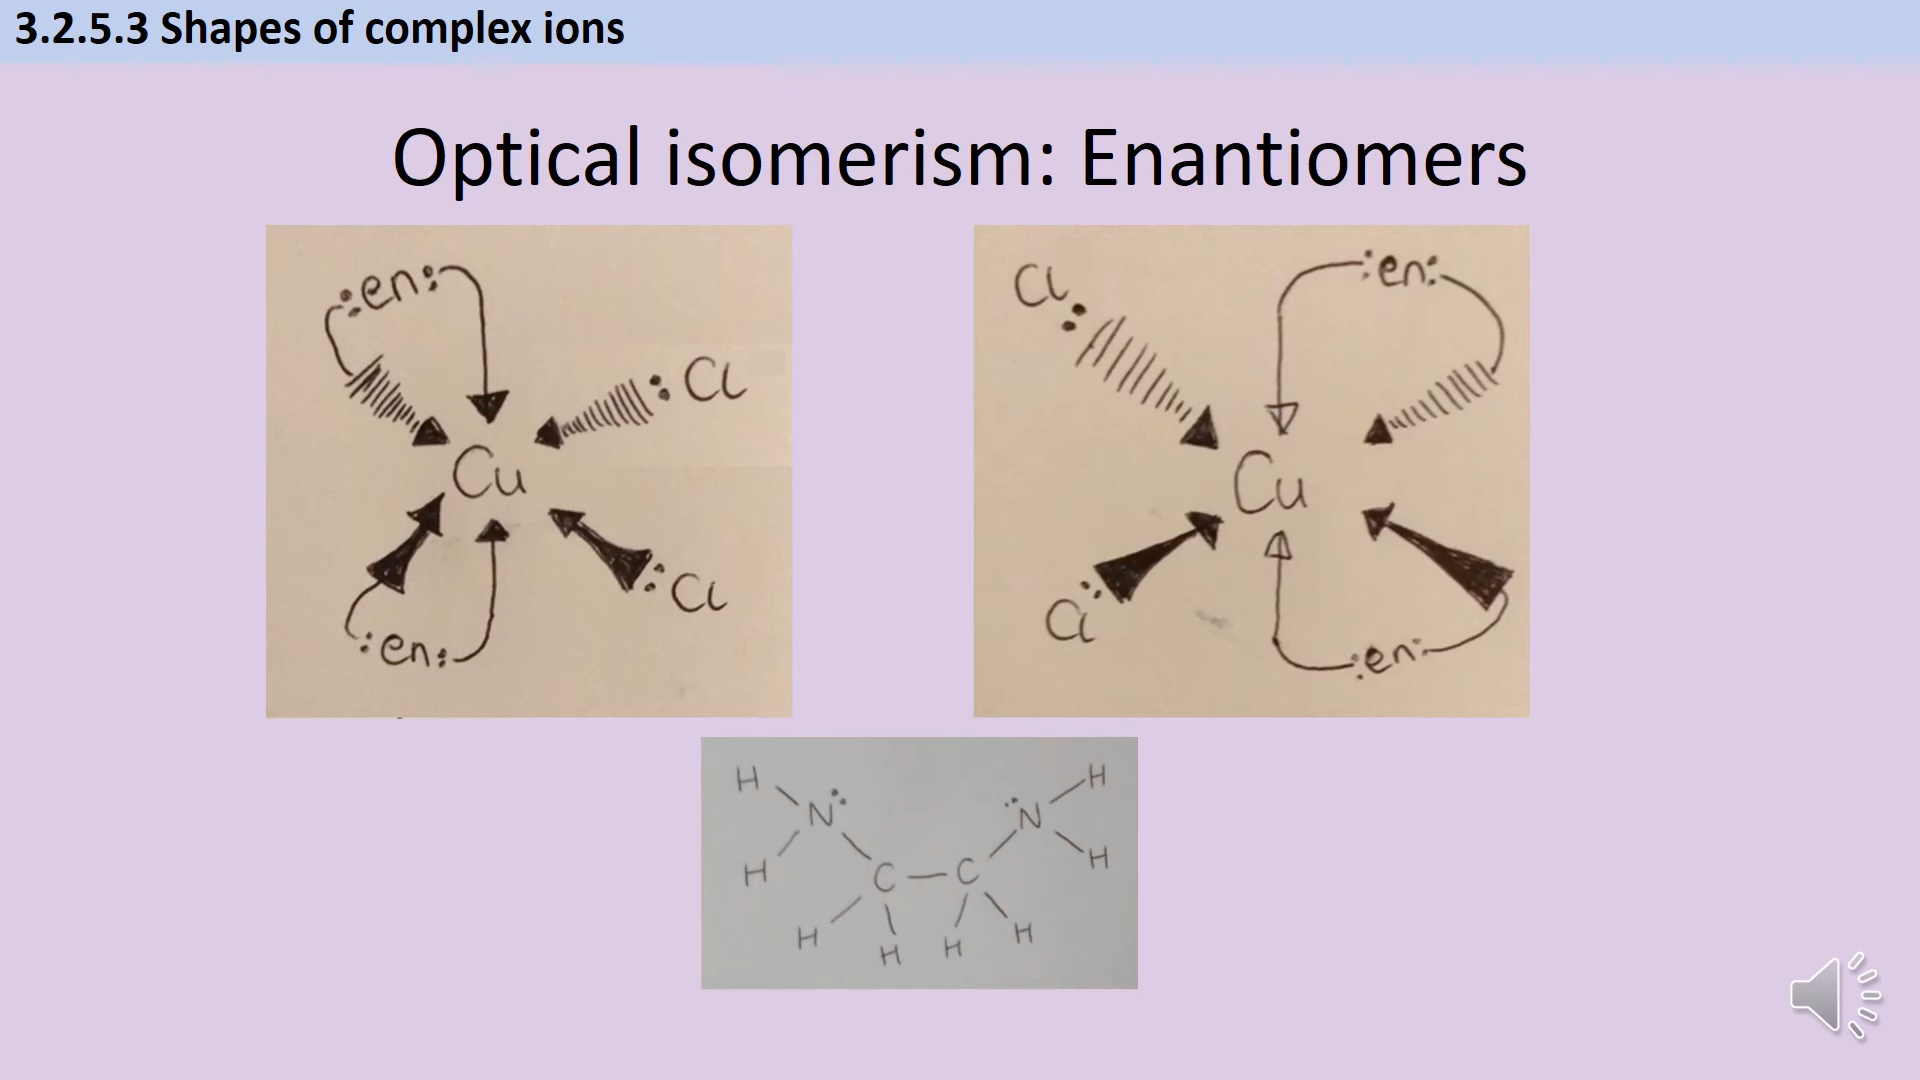 3.2.5.3 Shapes of complex ions
Optical isomerism: Enantiomers
:en:
:Cl
Cu
:Cl
:en:
Cl:
:en:
Cu
Cl:
:en:
H
N:
H
C
H
H
:N
H
H
C
H
H